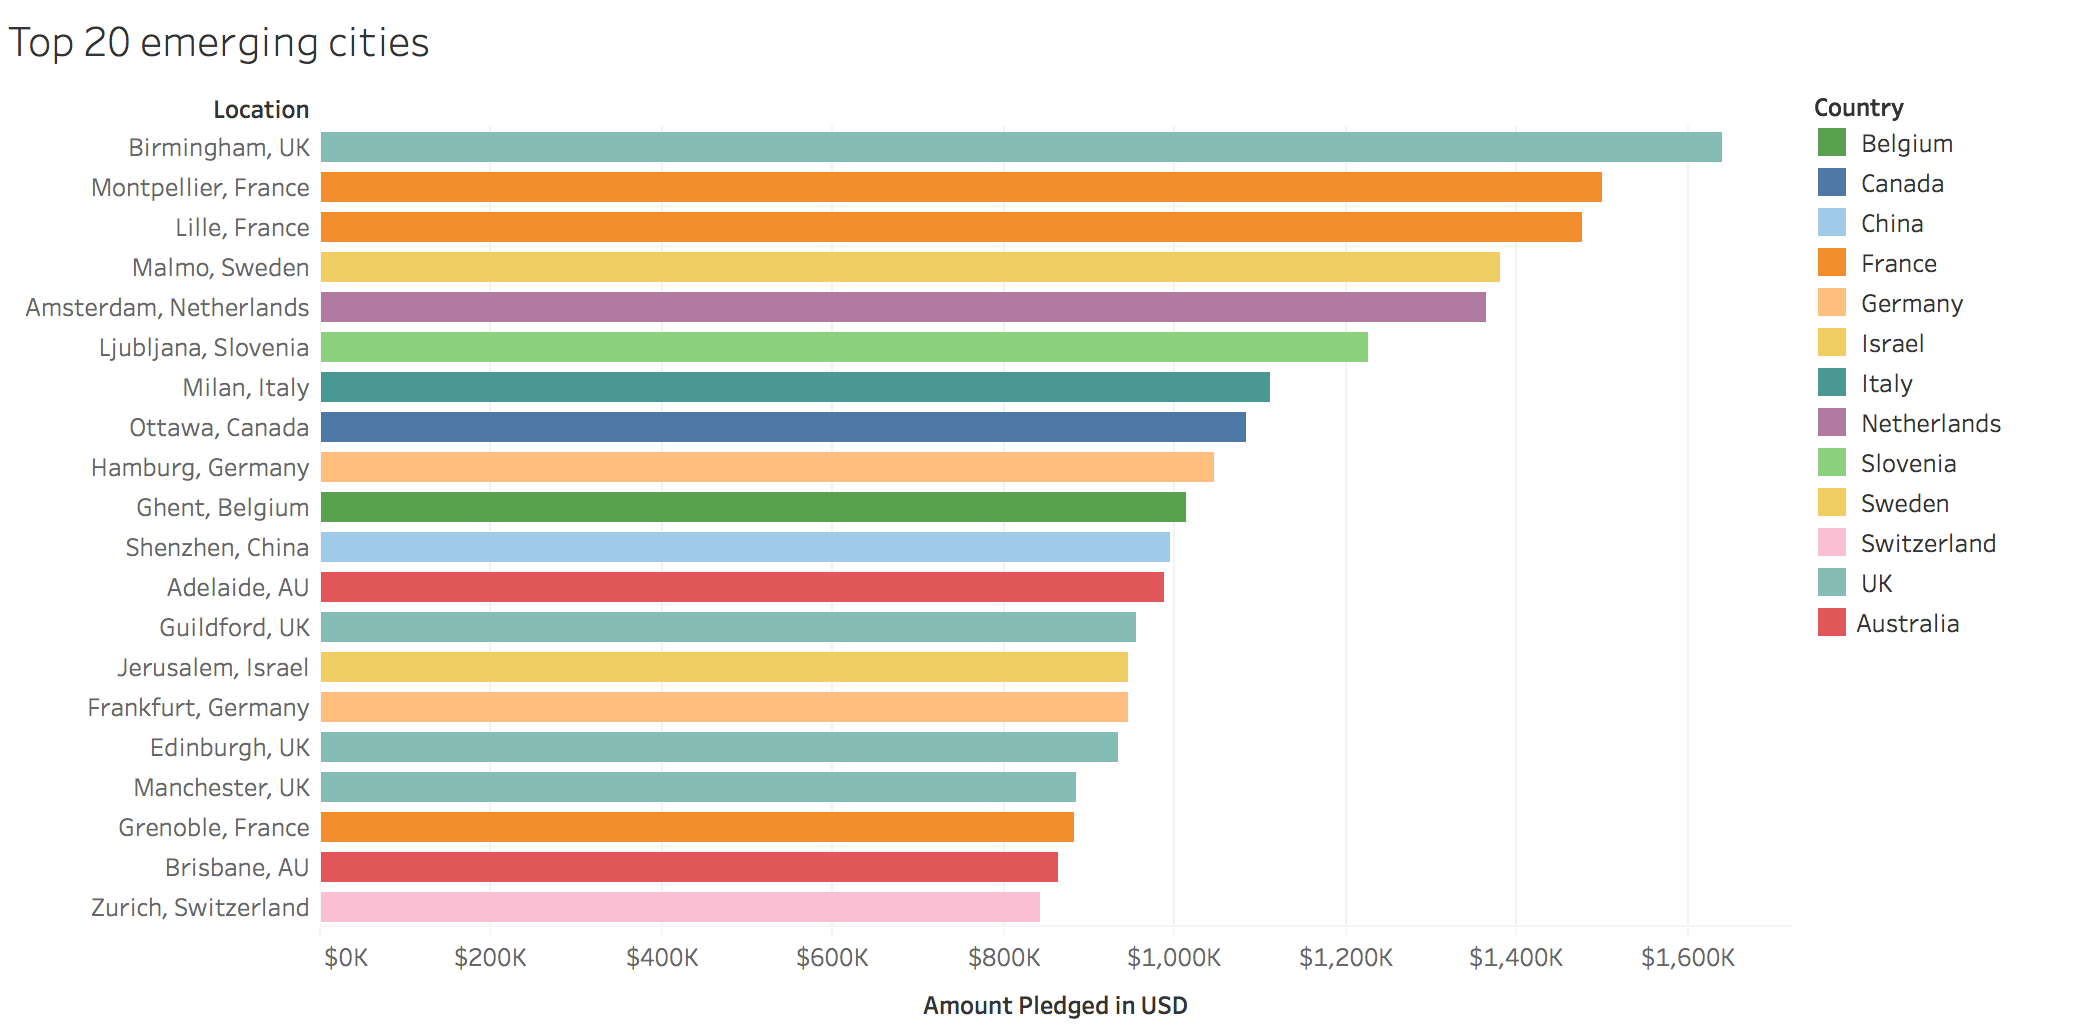 Top 20 emerging cities
Location
Birmingham, UK
Montpellier, France
Lille, France
Malmo, Sweden
Amsterdam, Netherlands
Ljubljana, Slovenia
Milan, Italy
Ottawa, Canada
Hamburg, Germany
Ghent, Belgium
Shenzhen, China
Adelaide, AU
Guildford, UK
Jerusalem, Israel
Frankfurt, Germany
Edinburgh, UK
Manchester, UK
Grenoble, France
Brisbane, AU
Zurich, Switzerland
$0K $200K $400K $600K $800K $1,000K $1,200K $1,400K $1,600K
Amount Pledged in USD
Country
Belgium
Canada
China
France
Germany
Israel
Italy
Netherlands
Slovenia
Sweden
Switzerland
UK
Australia